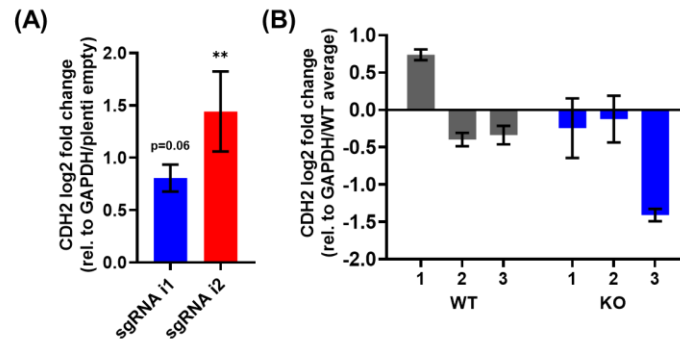 (A)
CDH2 log2 fold change
(rel. to GAPDH/plenti empty)
2.0
1.5
1.0
0.5
0.0
p=0.06
**
sgRNA i1
sgRNA i2
(B)
CDH2 log2 fold change
(rel. to GAPDH/WT average)
1.0
0.5
0.0
-0.5
-1.0
-1.5
-2.0
1 2 3 1 2 3
WT KO